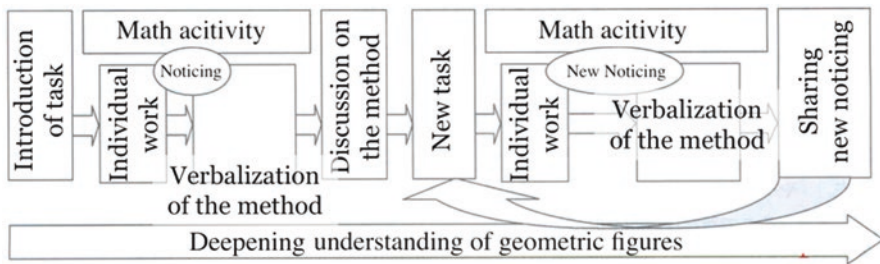 Introduction
of task
Math acitivity
Noticing
Individual
work
Verbalization
of the method
Discussion on
the method
New task
Math acitivity
New Noticing
Individual
work
Verbalization
of the method
Sharing
new noticing
Deepening understanding of geometric figures